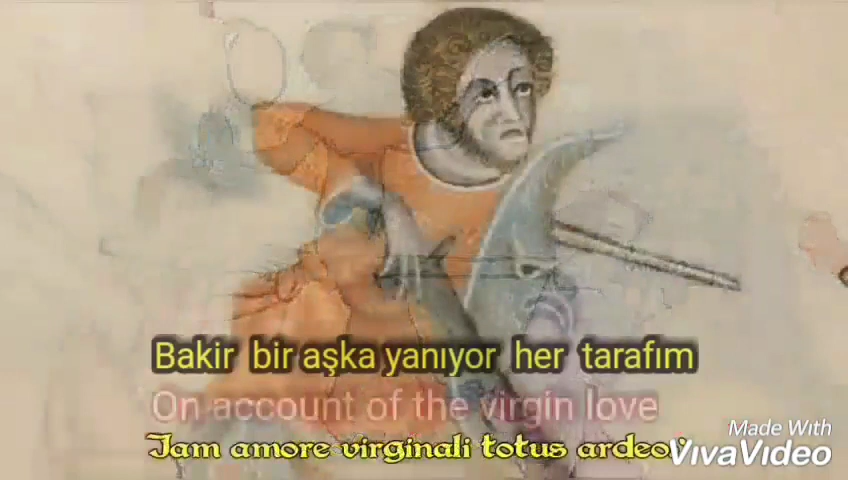 Bakir bir aşka yanıyor her tarafım
On account of the virgin love
Jam amore virginali totus ardeo
Made With
VivaVideo